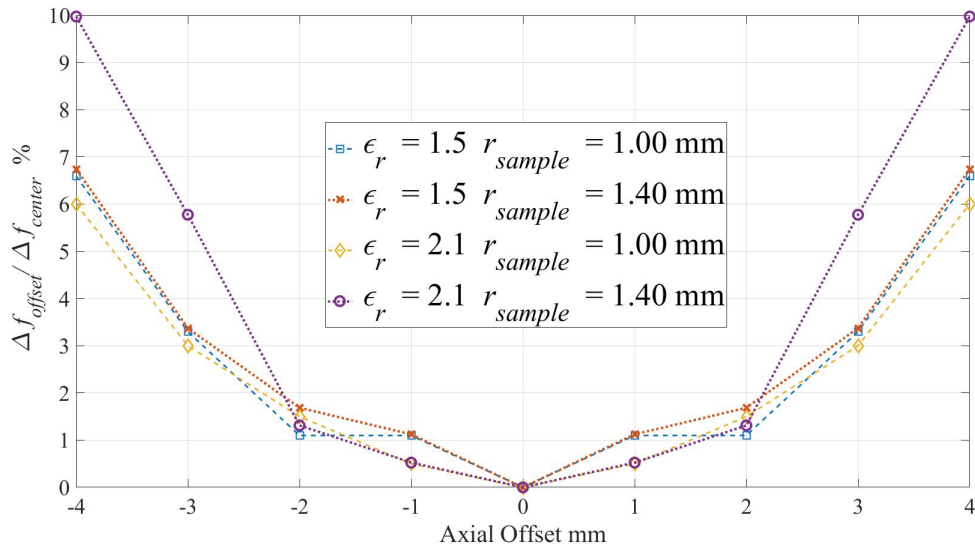 10
9
8
7
6
5
4
3
2
1
0
Δf_offset / Δf_center %
ϵ_r = 1.5 r_sample = 1.00 mm
ϵ_r = 1.5 r_sample = 1.40 mm
ϵ_r = 2.1 r_sample = 1.00 mm
ϵ_r = 2.1 r_sample = 1.40 mm
-4 -3 -2 -1 0 1 2 3 4
Axial Offset mm